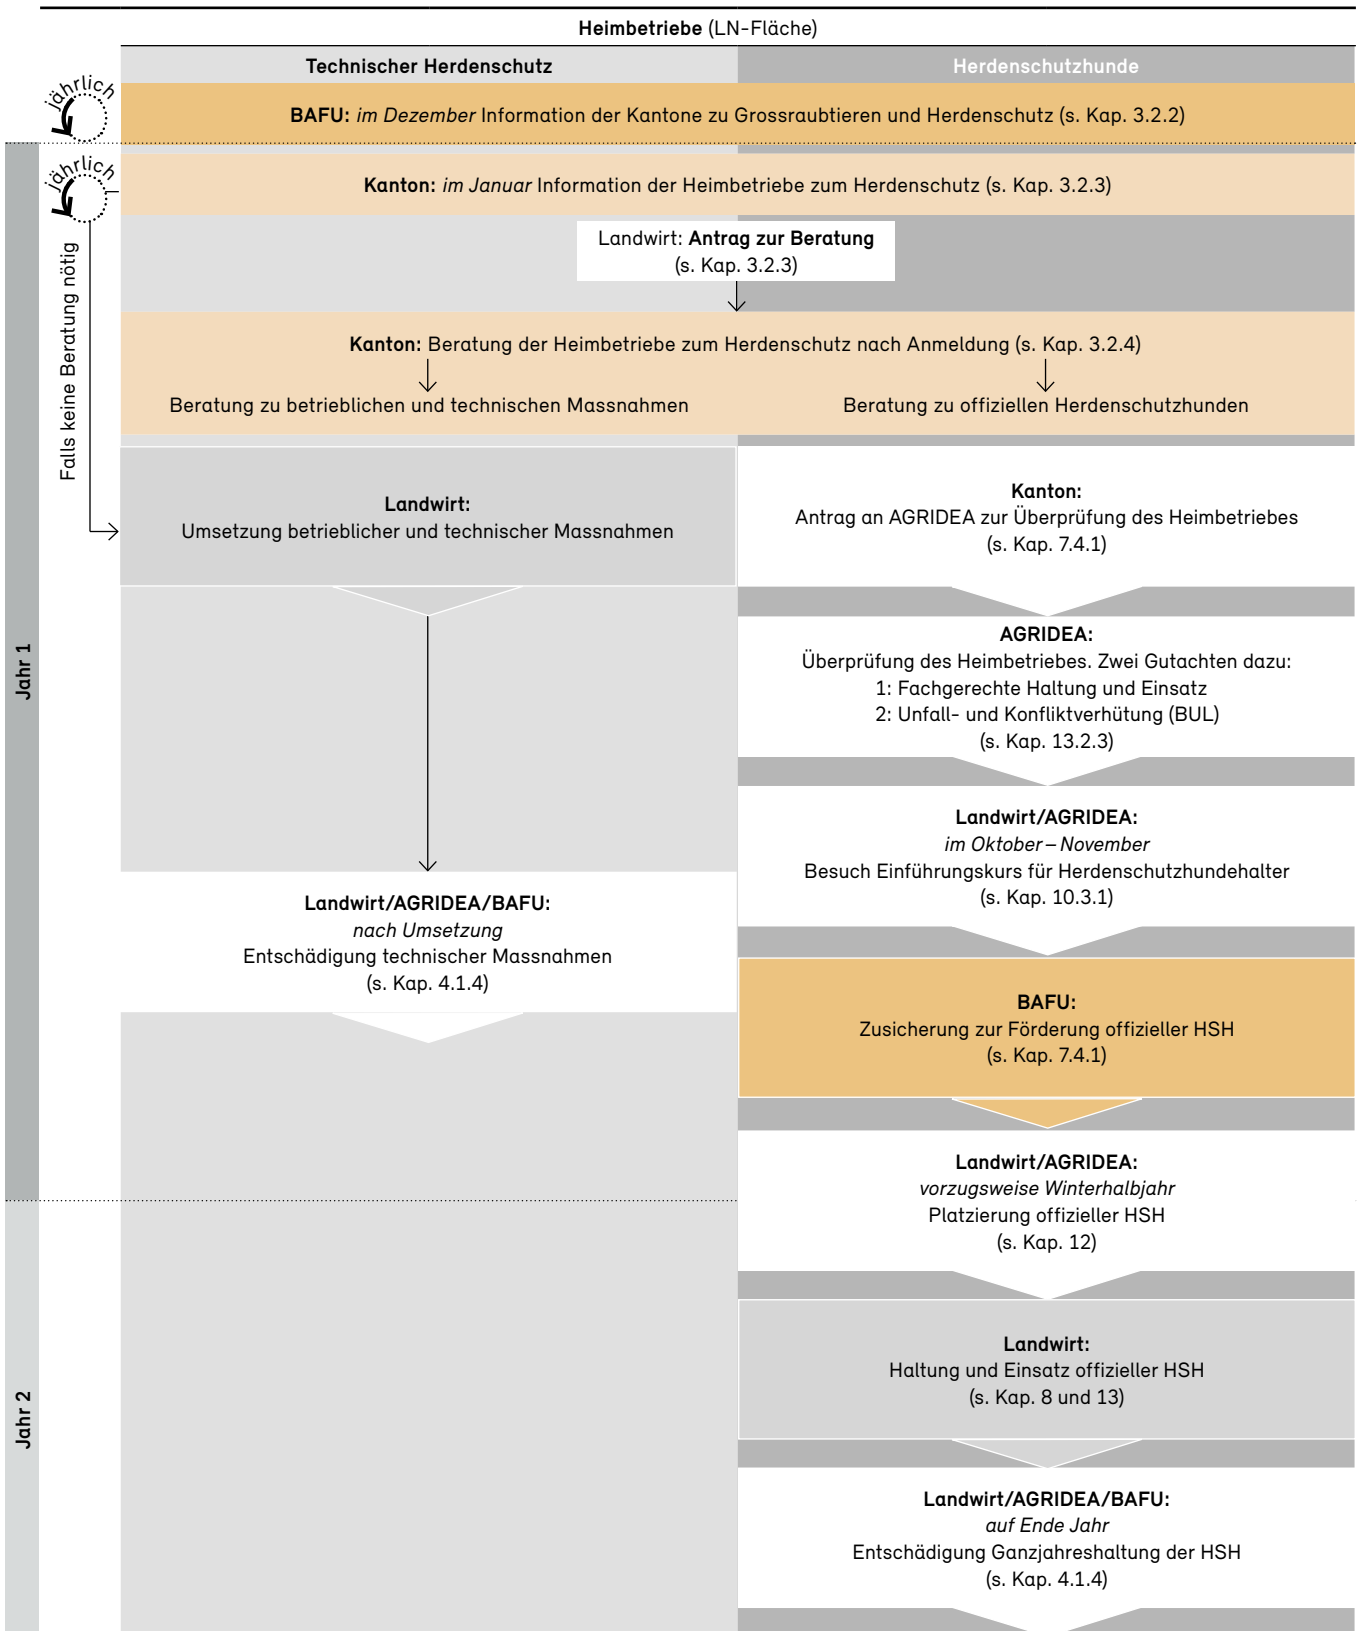 Heimbetriebe (LN-Fläche)
Technischer Herdenschutz
Herdenschutzhunde
jährlich
BAFU: im Dezember Information der Kantone zu Grossraubtieren und Herdenschutz (s. Kap. 3.2.2)
jährlich
Kanton: im Januar Information der Heimbetriebe zum Herdenschutz (s. Kap. 3.2.3)
Landwirt: Antrag zur Beratung
(s. Kap. 3.2.3)
Falls keine Beratung nötig
Kanton: Beratung der Heimbetriebe zum Herdenschutz nach Anmeldung (s. Kap. 3.2.4)
Beratung zu betrieblichen und technischen Massnahmen
Beratung zu offiziellen Herdenschutzhunden
Jahr 1
Landwirt:
Umsetzung betrieblicher und technischer Massnahmen
Kanton:
Antrag an AGRIDEA zur Überprüfung des Heimbetriebes
(s. Kap. 7.4.1)
AGRIDEA:
Überprüfung des Heimbetriebes. Zwei Gutachten dazu:
1: Fachgerechte Haltung und Einsatz
2: Unfall- und Konfliktverhütung (BUL)
(s. Kap. 13.2.3)
Landwirt/AGRIDEA:
im Oktober – November
Besuch Einführungskurs für Herdenschutzhundehalter
(s. Kap. 10.3.1)
Landwirt/AGRIDEA/BAFU:
nach Umsetzung
Entschädigung technischer Massnahmen
(s. Kap. 4.1.4)
BAFU:
Zusicherung zur Förderung offizieller HSH
(s. Kap. 7.4.1)
Landwirt/AGRIDEA:
vorzugsweise Winterhalbjahr
Platzierung offizieller HSH
(s. Kap. 12)
Jahr 2
Landwirt:
Haltung und Einsatz offizieller HSH
(s. Kap. 8 und 13)
Landwirt/AGRIDEA/BAFU:
auf Ende Jahr
Entschädigung Ganzjahreshaltung der HSH
(s. Kap. 4.1.4)